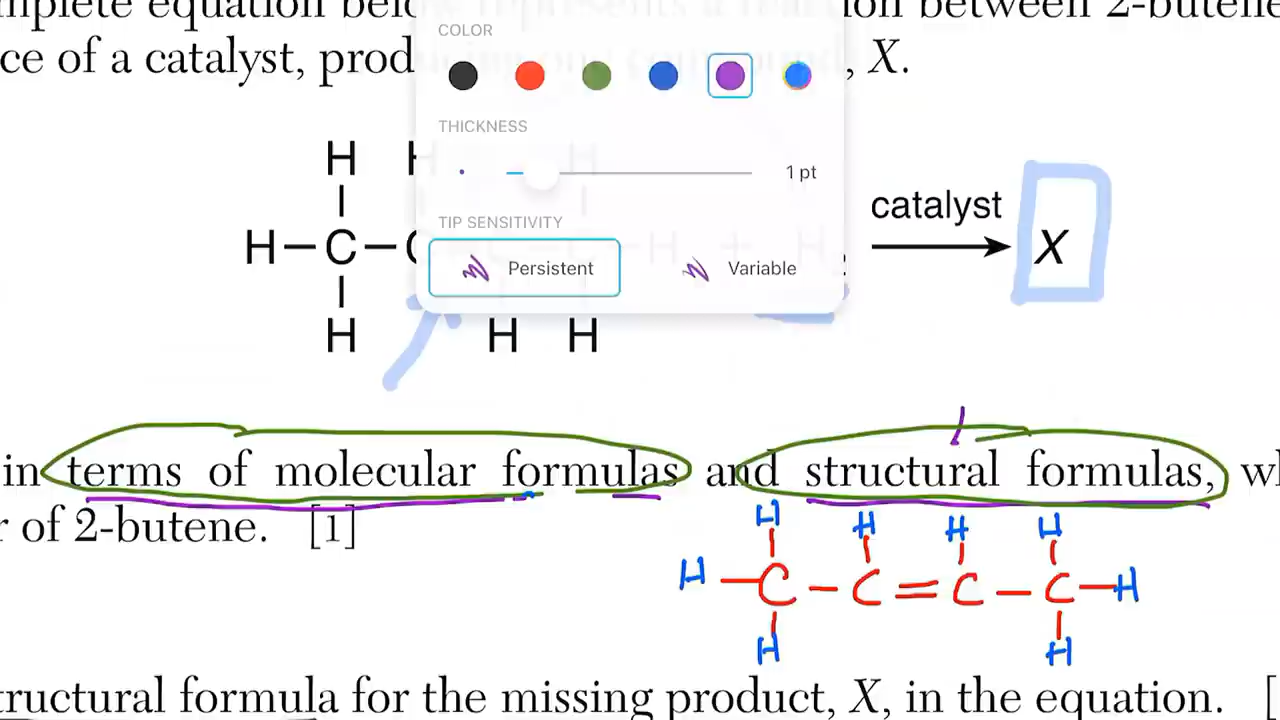 mplete equation below represents a reaction between 2-butene
ce of a catalyst, prod , X.
COLOR
THICKNESS
1 pt
TIP SENSITIVITY
Persistent Variable
H H H
H C C H + H 2 catalyst X
H H H
in terms of molecular formulas and structural formulas, w
r of 2-butene. [1]
H H H H
H — C — C = C — C — H
H H
tructural formula for the missing product, X, in the equation. [